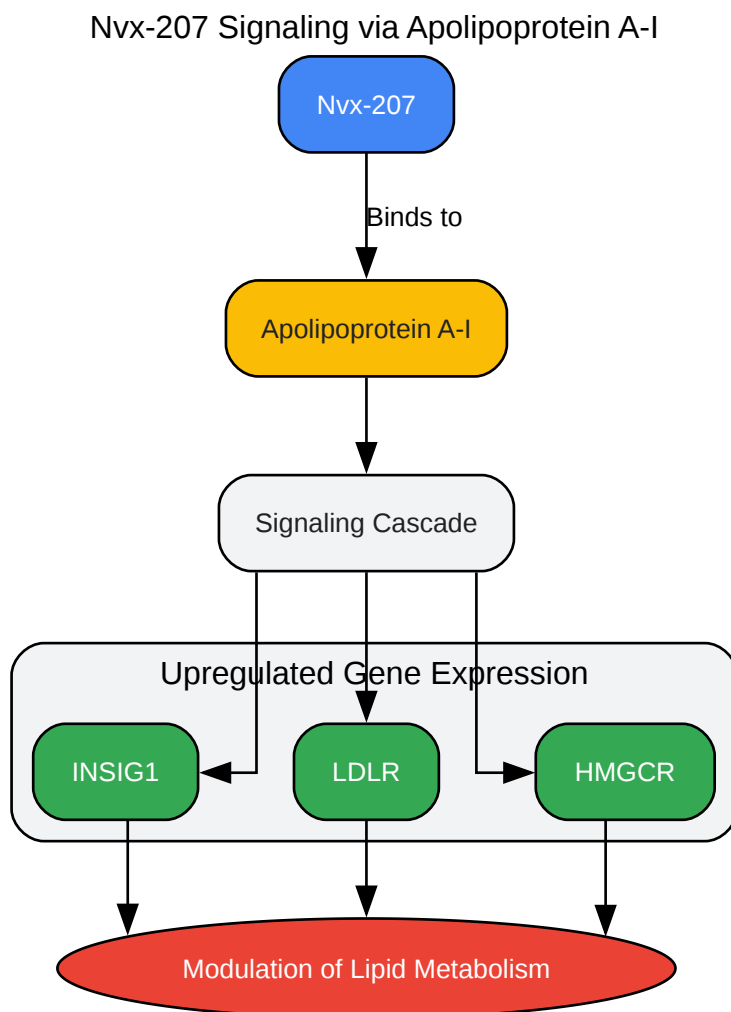 Nvx-207 Signaling via Apolipoprotein A-I
Nvx-207
Binds to
Apolipoprotein A-I
Signaling Cascade
Upregulated Gene Expression
INSIG1
LDLR
HMGCR
Modulation of Lipid Metabolism